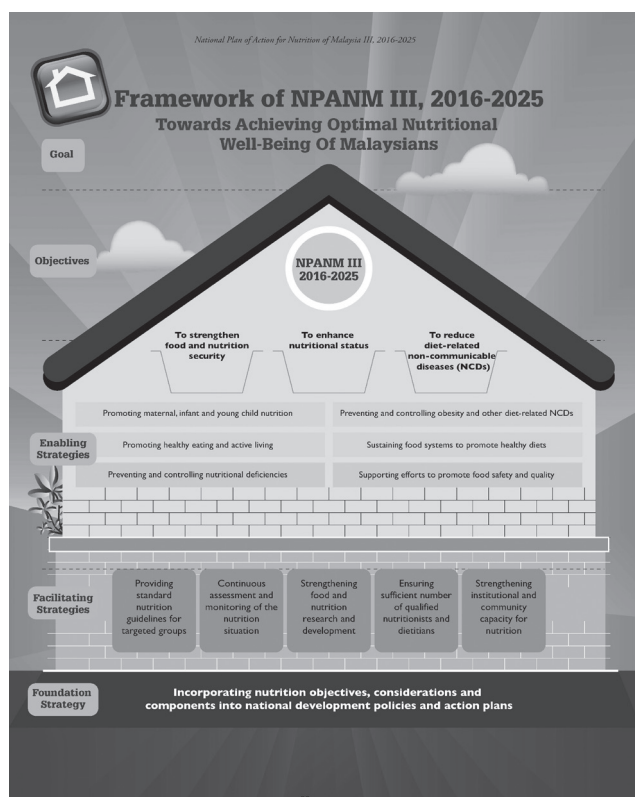 National Plan of Action for Nutrition of Malaysia III, 2016-2025
Framework of NPANM III, 2016-2025
Towards Achieving Optimal Nutritional
Well-Being Of Malaysians
Goal
Objectives
NPANM III
2016-2025
To strengthen
food and nutrition
security
To enhance
nutritional status
To reduce
diet-related
non-communicable
diseases (NCDs)
Enabling
Strategies
Promoting maternal, infant and young child nutrition
Preventing and controlling obesity and other diet-related NCDs
Promoting healthy eating and active living
Sustaining food systems to promote healthy diets
Preventing and controlling nutritional deficiencies
Supporting efforts to promote food safety and quality
Facilitating
Strategies
Providing
standard
nutrition
guidelines for
targeted groups
Continuous
assessment and
monitoring of the
nutrition
situation
Strengthening
food and
nutrition
research and
development
Ensuring
sufficient number
of qualified
nutritionists and
dietitians
Strengthening
institutional and
community
capacity for
nutrition
Foundation
Strategy
Incorporating nutrition objectives, considerations and
components into national development policies and action plans